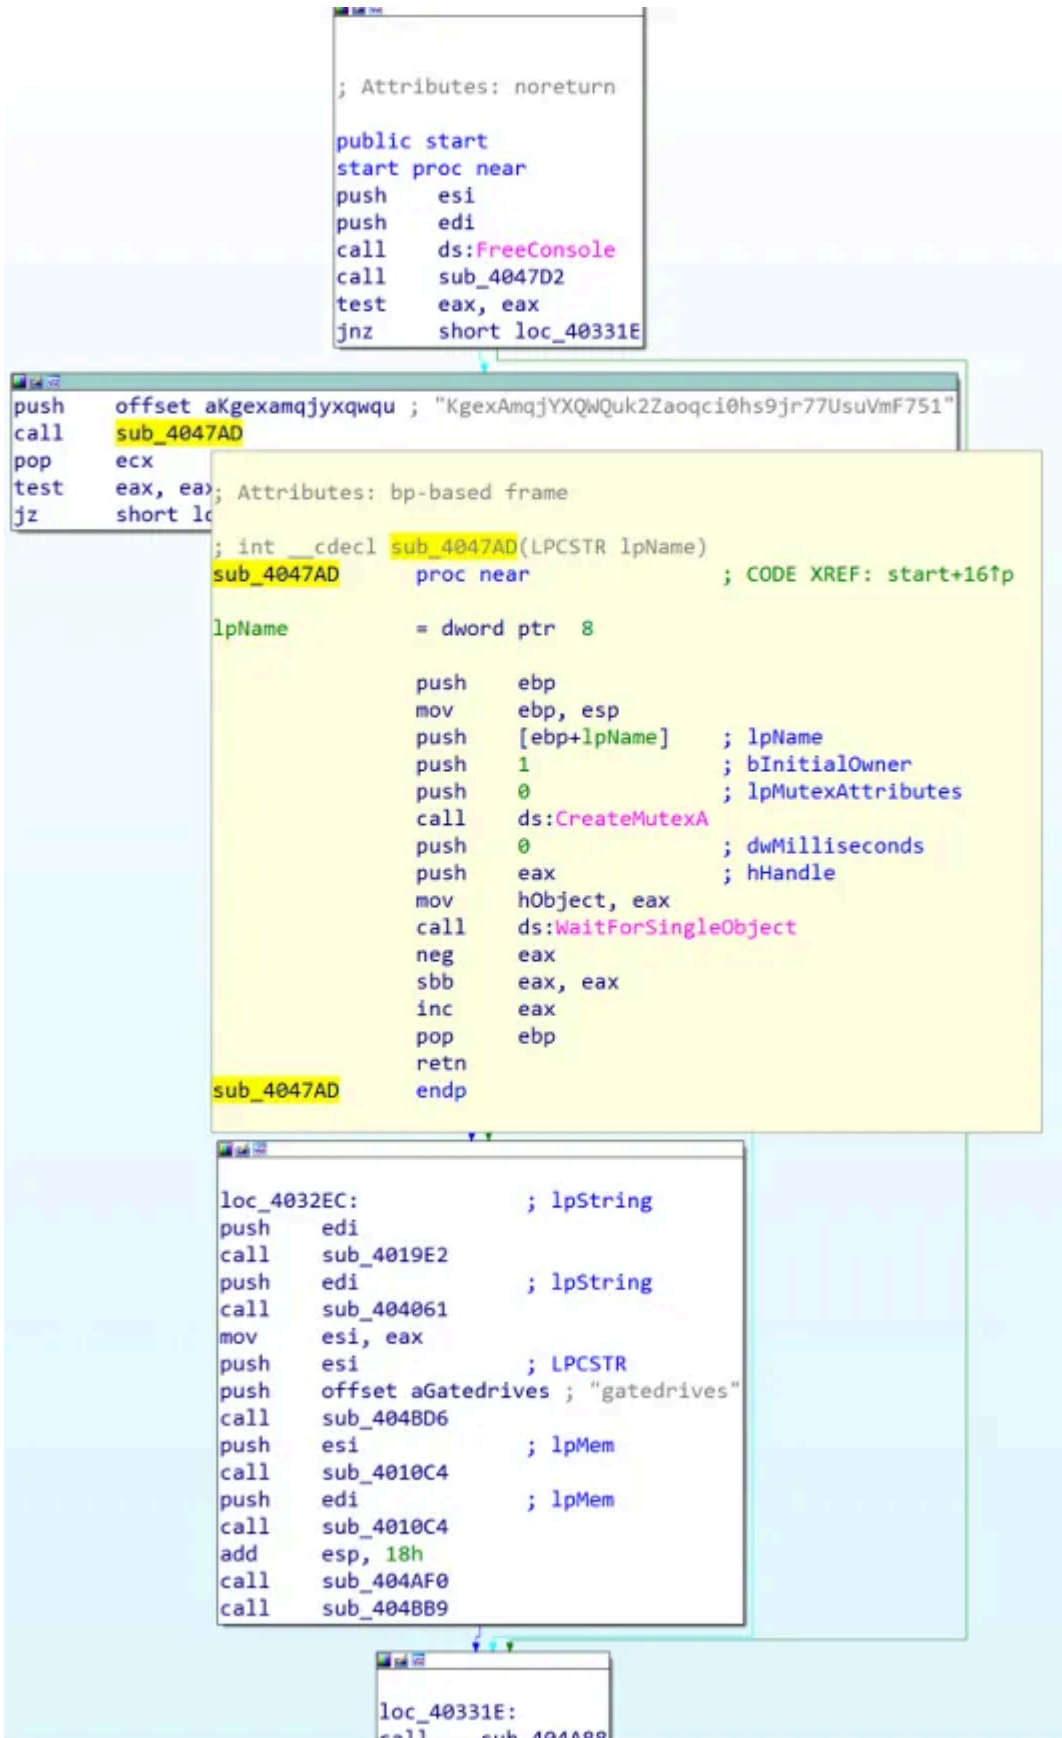 ; Attributes: noreturn
public start
start proc near
push esi
push edi
call ds:FreeConsole
call sub_4047D2
test eax, eax
jnz short loc_40331E
push offset aKgexamqjyxqwqu ; "KgexAmqjYXQWQuk2Zaoqci0hs9jr77UsuVmF751"
call sub_4047AD
pop ecx
test eax, eax
jz short lo
; Attributes: bp-based frame
; int __cdecl sub_4047AD(LPCSTR lpName)
sub_4047AD proc near ; CODE XREF: start+16↑p
lpName = dword ptr 8
push ebp
mov ebp, esp
push [ebp+lpName] ; lpName
push 1 ; bInitialOwner
push 0 ; lpMutexAttributes
call ds:CreateMutexA
push 0 ; dwMilliseconds
push eax ; hHandle
mov hObject, eax
call ds:WaitForSingleObject
neg eax
sbb eax, eax
inc eax
pop ebp
retn
sub_4047AD endp
loc_4032EC: ; lpString
push edi
call sub_4019E2
push edi ; lpString
call sub_404061
mov esi, eax
push esi ; LPCSTR
push offset aGatedrives ; "gatedrives"
call sub_404BD6
push esi ; lpMem
call sub_4010C4
push edi ; lpMem
call sub_4010C4
add esp, 18h
call sub_404AF0
call sub_404BB9
loc_40331E: